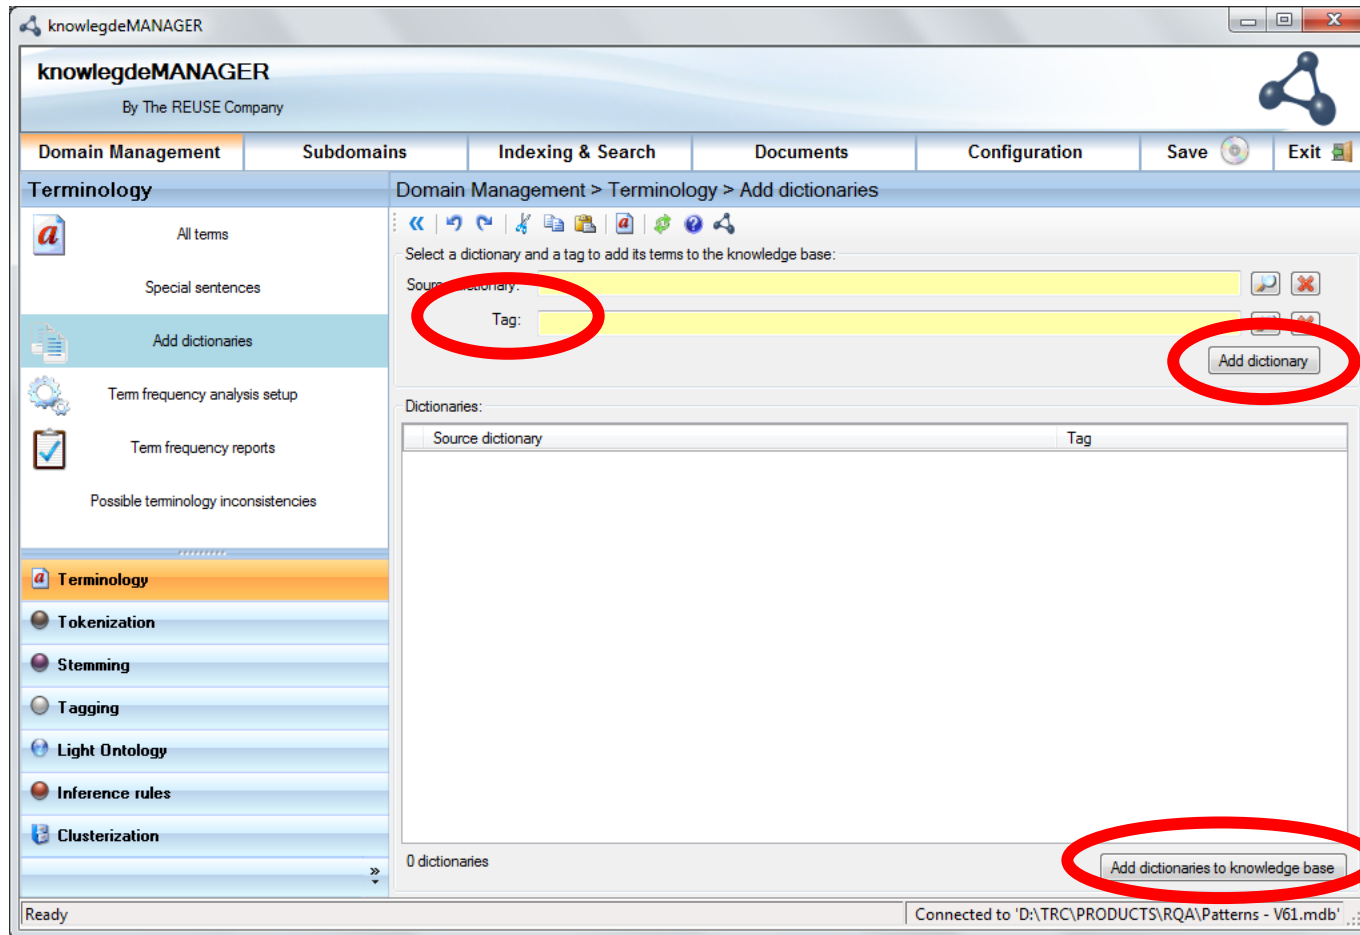 knowlegdeMANAGER
knowlegdeMANAGER
By The REUSE Company
Domain Management Subdomains Indexing & Search Documents Configuration Save Exit
Terminology
Domain Management > Terminology > Add dictionaries
All terms
Special sentences
Add dictionaries
Term frequency analysis setup
Term frequency reports
Possible terminology inconsistencies
Terminology
Tokenization
Stemming
Tagging
Light Ontology
Inference rules
Clusterization
Select a dictionary and a tag to add its terms to the knowledge base:
Source dictionary:
Tag:
Add dictionary
Dictionaries:
Source dictionary Tag
0 dictionaries
Add dictionaries to knowledge base
Ready
Connected to 'D:\TRC\PRODUCTS\RQA\Patterns - V61.mdb'